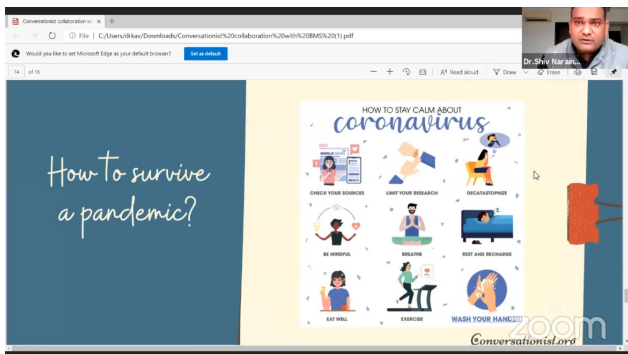 Conversationist collaboration wit
File | C:/Users/drkav/Downloads/Conversationist%20collaboration%20with%20BMS%20(1).pdf
Would you like to set Microsoft Edge as your default browser?
Set as default
Dr.Shiv Narain...
14 of 16
Read aloud
Draw
Erase
How to survive
a pandemic?
HOW TO STAY CALM ABOUT
coronavirus
CHECK YOUR SOURCES
LIMIT YOUR RESEARCH
DECATASTOPHIZE
BE MINDFUL
BREATHE
REST AND RECHARGE
EAT WELL
EXERCISE
WASH YOUR HANDS!
zoom
Conversationist.org